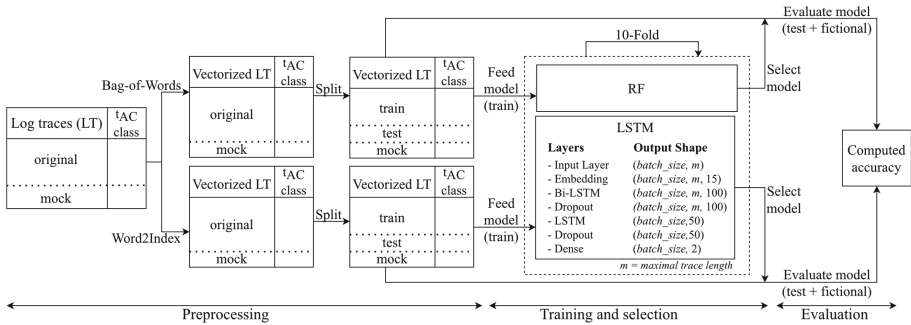 Log traces (LT)
tAC class
original
mock
Bag-of-Words
Word2Index
Vectorized LT
tAC class
original
mock
Split
Vectorized LT
tAC class
train
test
mock
Vectorized LT
tAC class
original
mock
Split
Vectorized LT
tAC class
train
test
mock
Feed
model
(train)
Feed
model
(train)
10-Fold
RF
LSTM
Layers Output Shape
- Input Layer (batch_size, m)
- Embedding (batch_size, m, 15)
- Bi-LSTM (batch_size, m, 100)
- Dropout (batch_size, m, 100)
- LSTM (batch_size,50)
- Dropout (batch_size,50)
- Dense (batch_size, 2)
m = maximal trace length
Select
model
Select
model
Evaluate model
(test + fictional)
Computed
accuracy
Evaluate model
(test + fictional)
Preprocessing
Training and selection
Evaluation